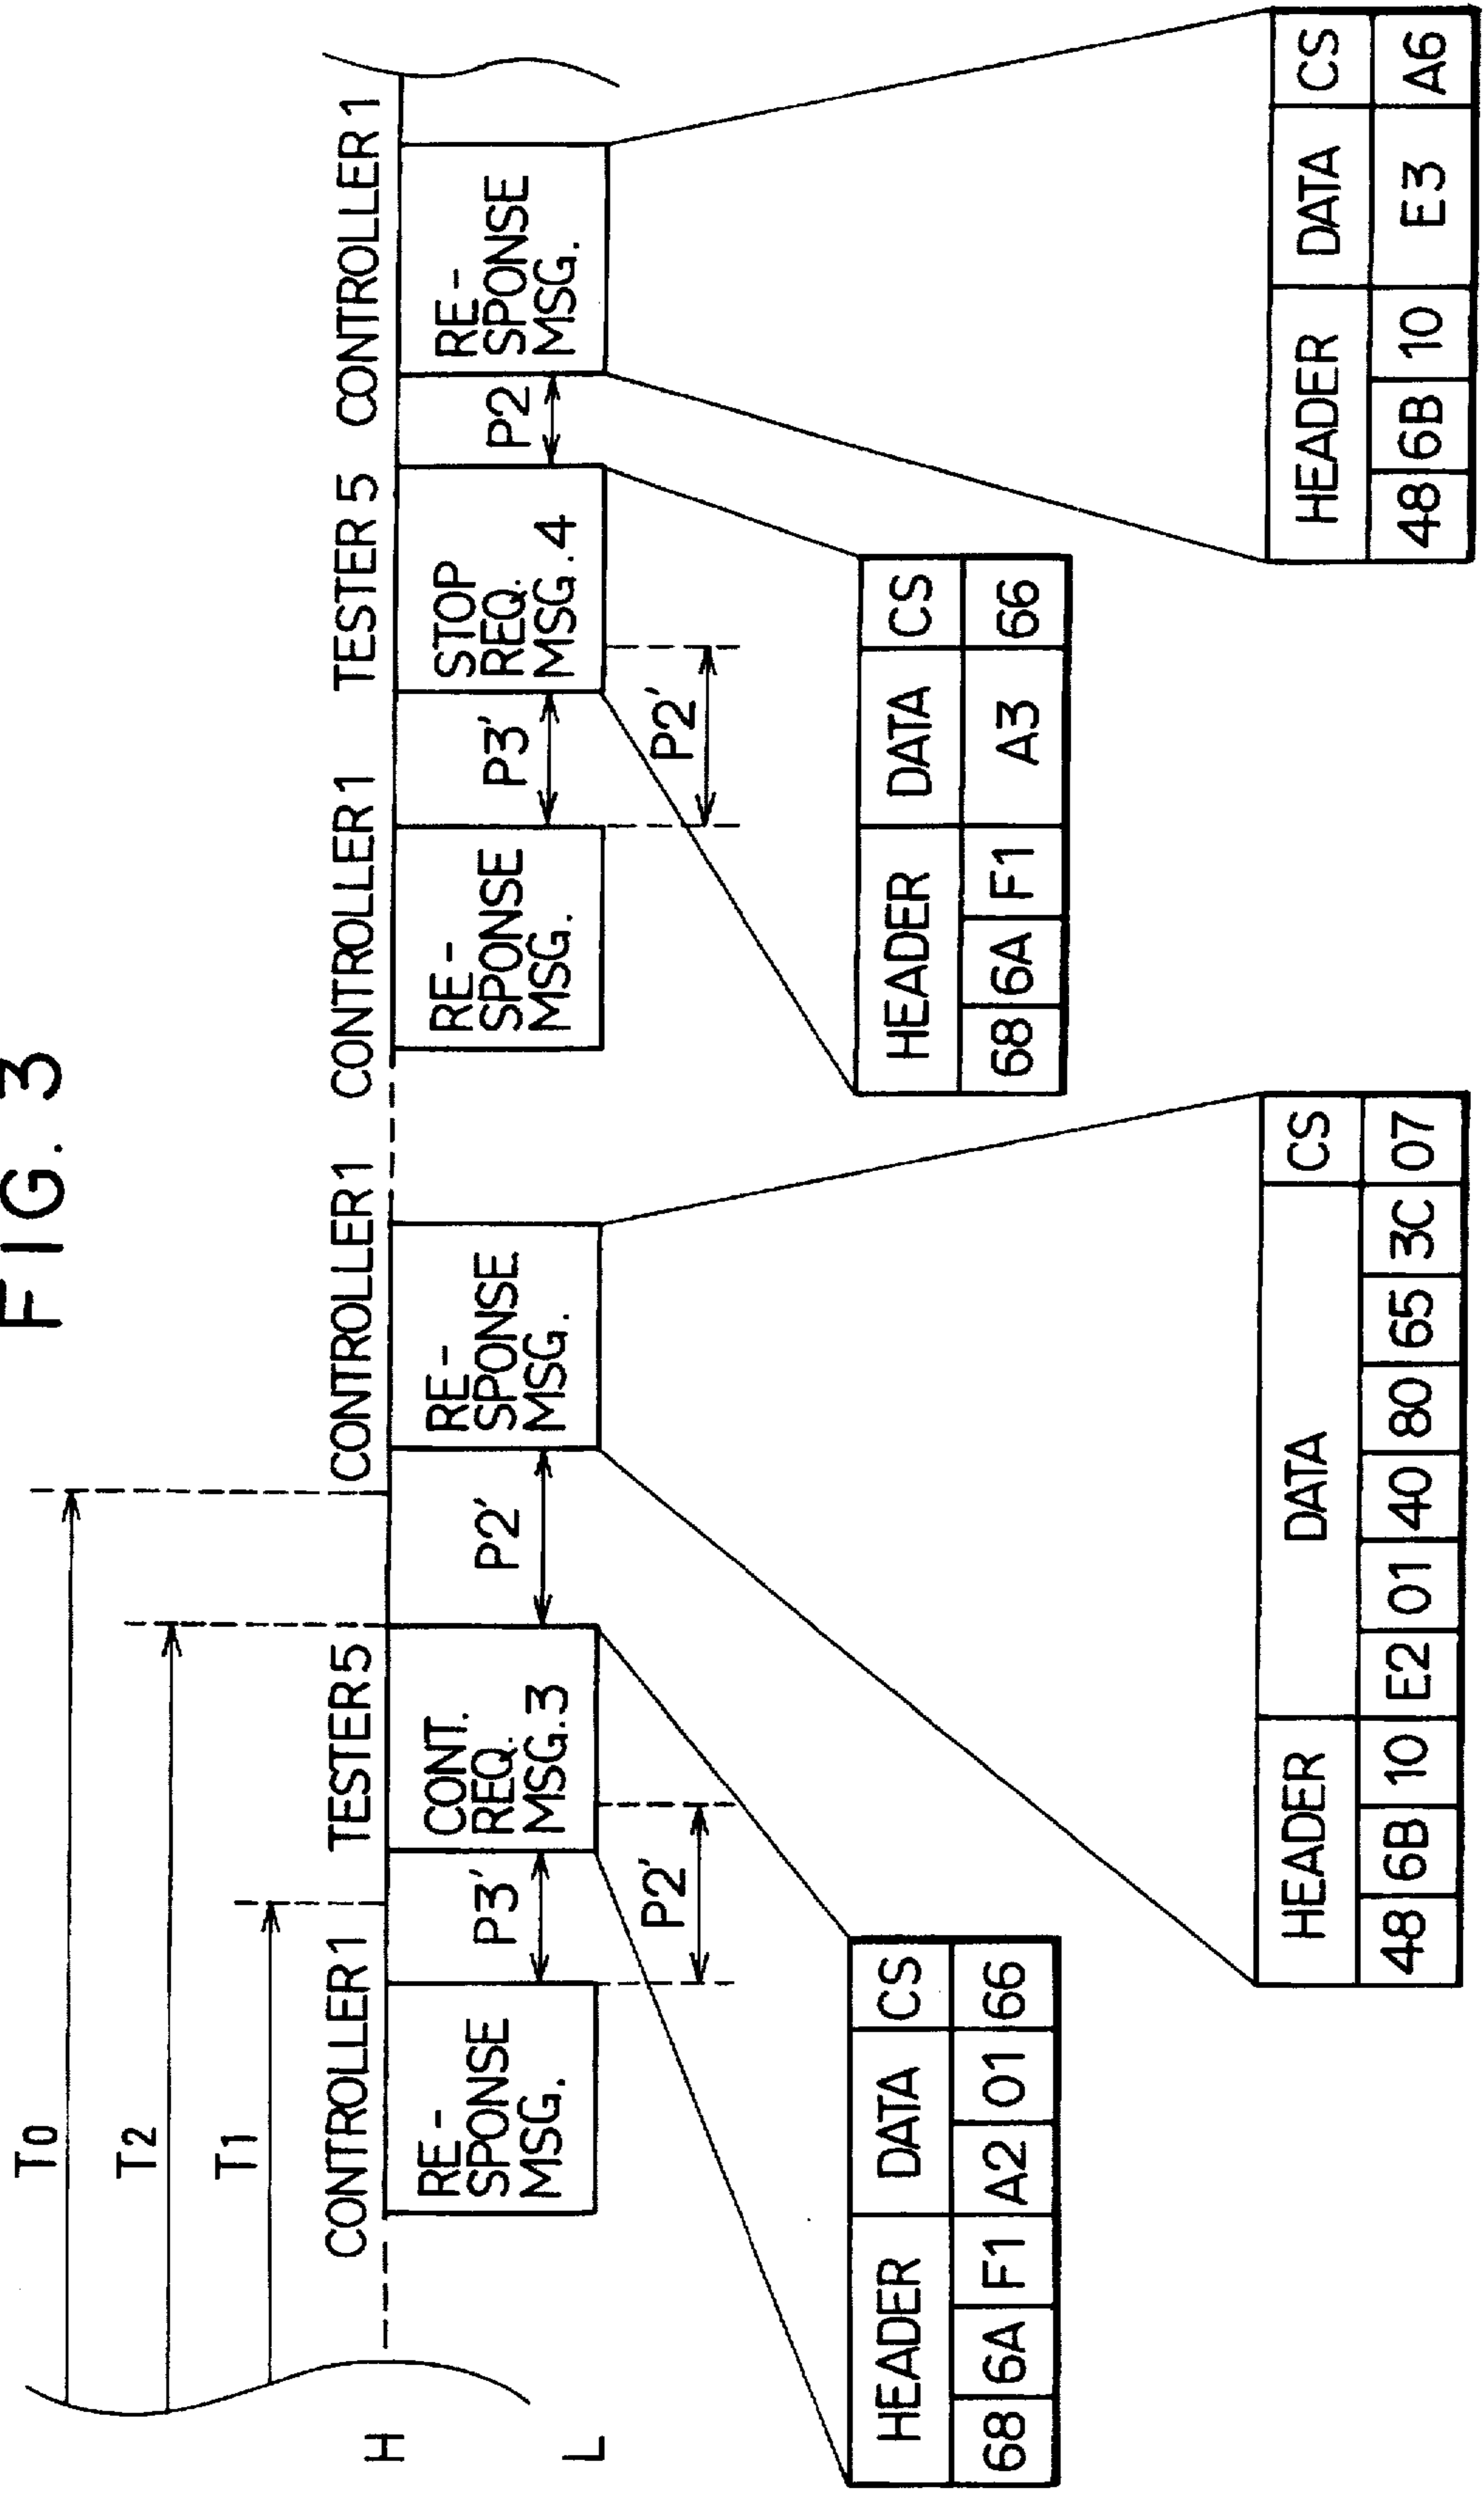 FIG. 3
T0
T2
T1
H
L
CONTROLLER 1
TESTER 5
CONTROLLER 1
CONTROLLER 1
TESTER 5
CONTROLLER 1
RE-
SPONSE
MSG.
P3'
P2'
CONT.
REQ.
MSG. 3
P2'
RE-
SPONSE
MSG.
RE-
SPONSE
MSG.
P3'
P2'
STOP
REQ.
MSG. 4
P2
RE-
SPONSE
MSG.
HEADER DATA CS
68 6A F1 A2 01 66
HEADER DATA CS
48 6B 10 E2 01 40 80 65 3C 07
HEADER DATA CS
68 6A F1 A3 66
HEADER DATA CS
48 6B 10 E3 A6